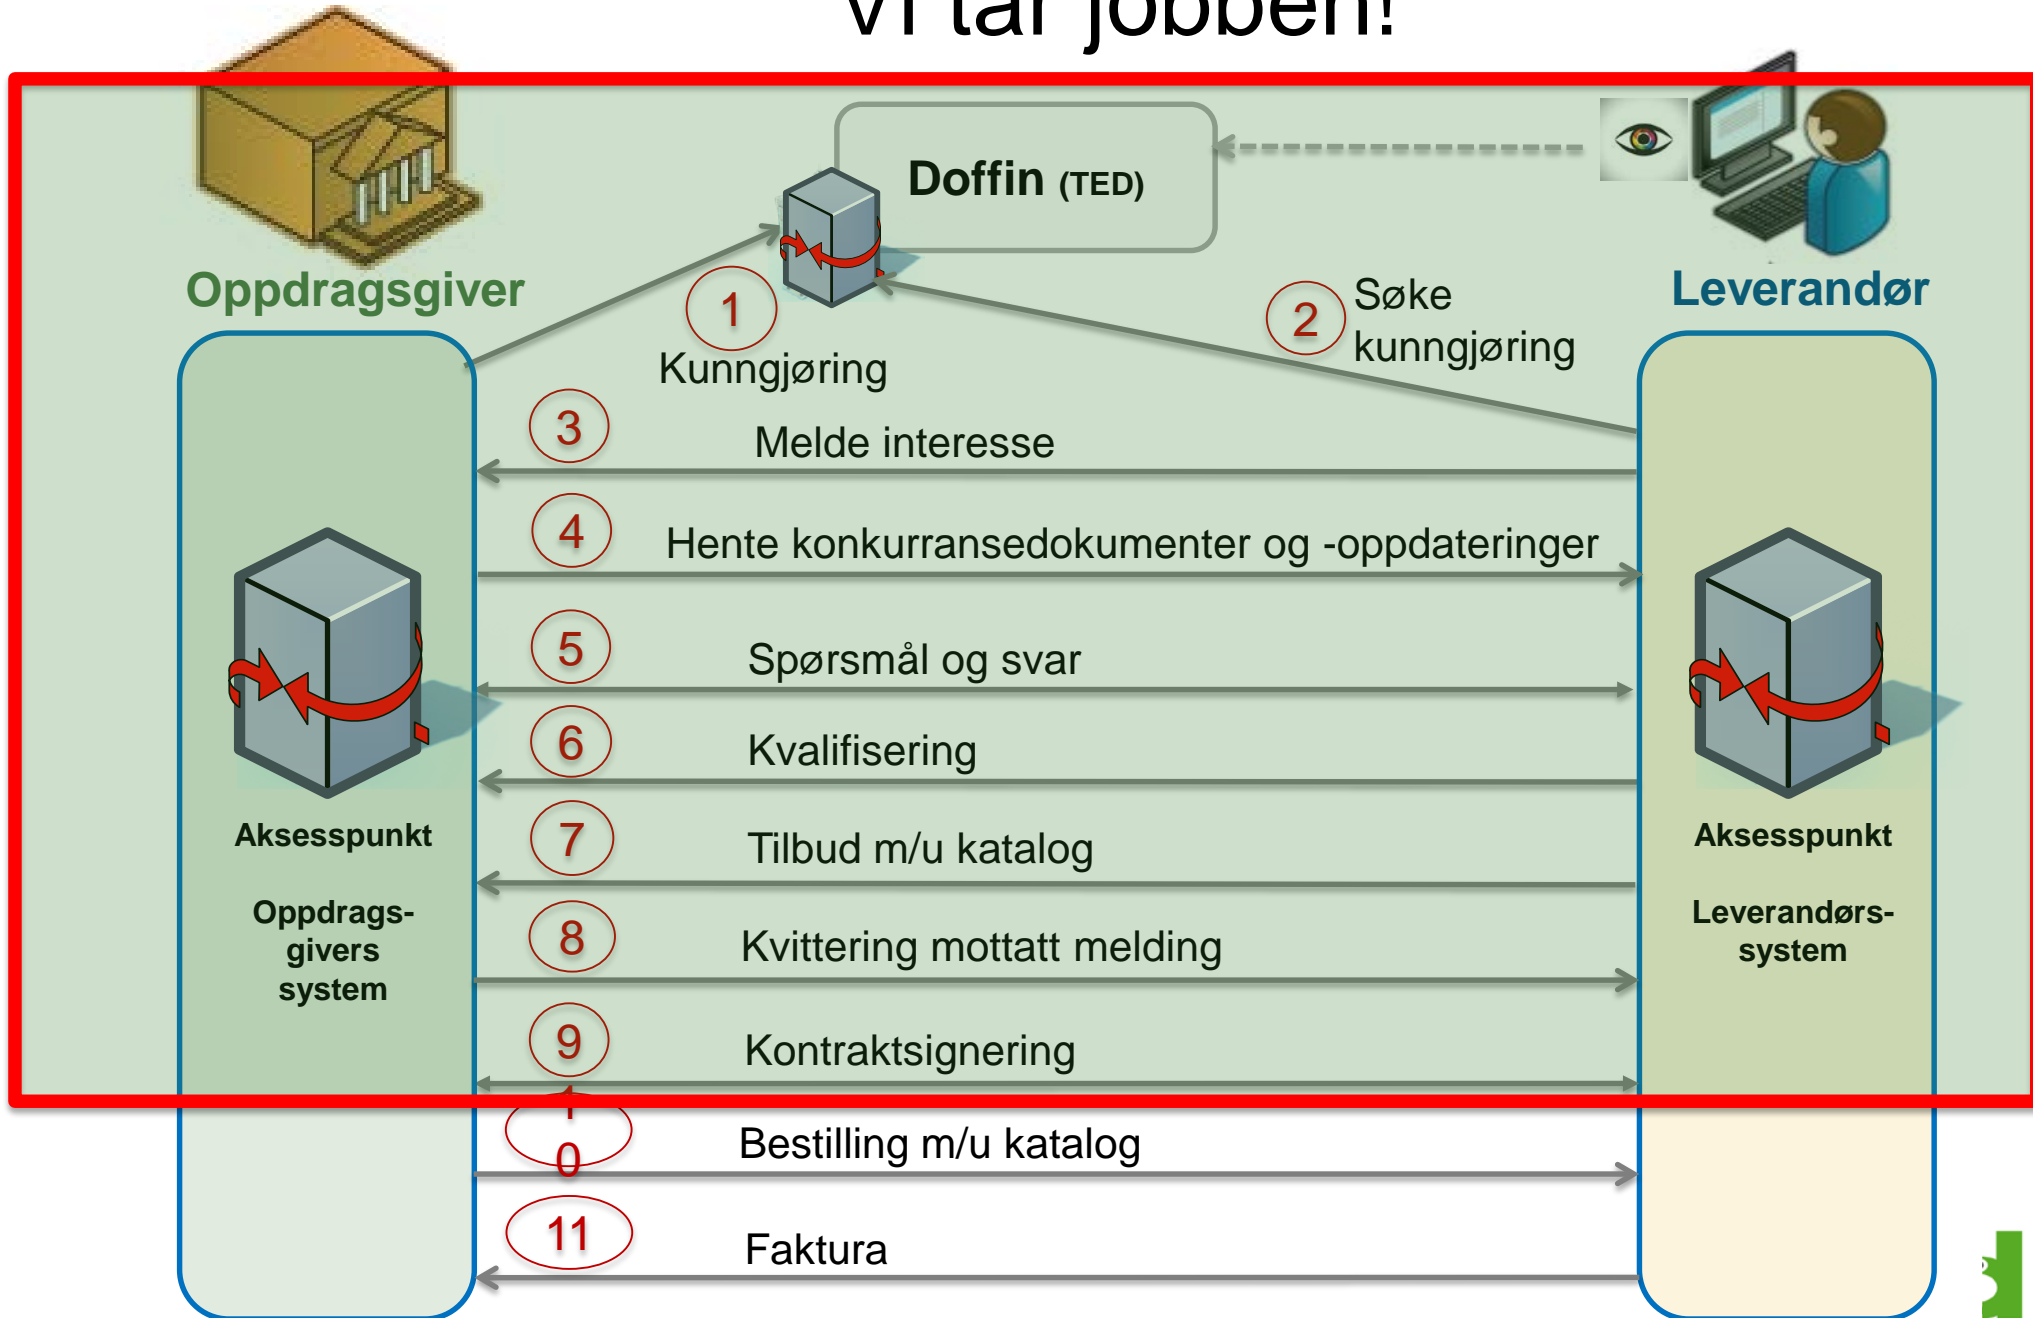 Vi tar jobben!
Doffin (TED)
Oppdragsgiver
Leverandør
1
Kunngjøring
2
Søke
kunngjøring
3
Melde interesse
4
Hente konkurransedokumenter og -oppdateringer
5
Spørsmål og svar
6
Kvalifisering
7
Tilbud m/u katalog
8
Kvittering mottatt melding
9
Kontraktsignering
1
0
Bestilling m/u katalog
11
Faktura
Aksesspunkt
Oppdrags-
givers
system
Aksesspunkt
Leverandørs-
system